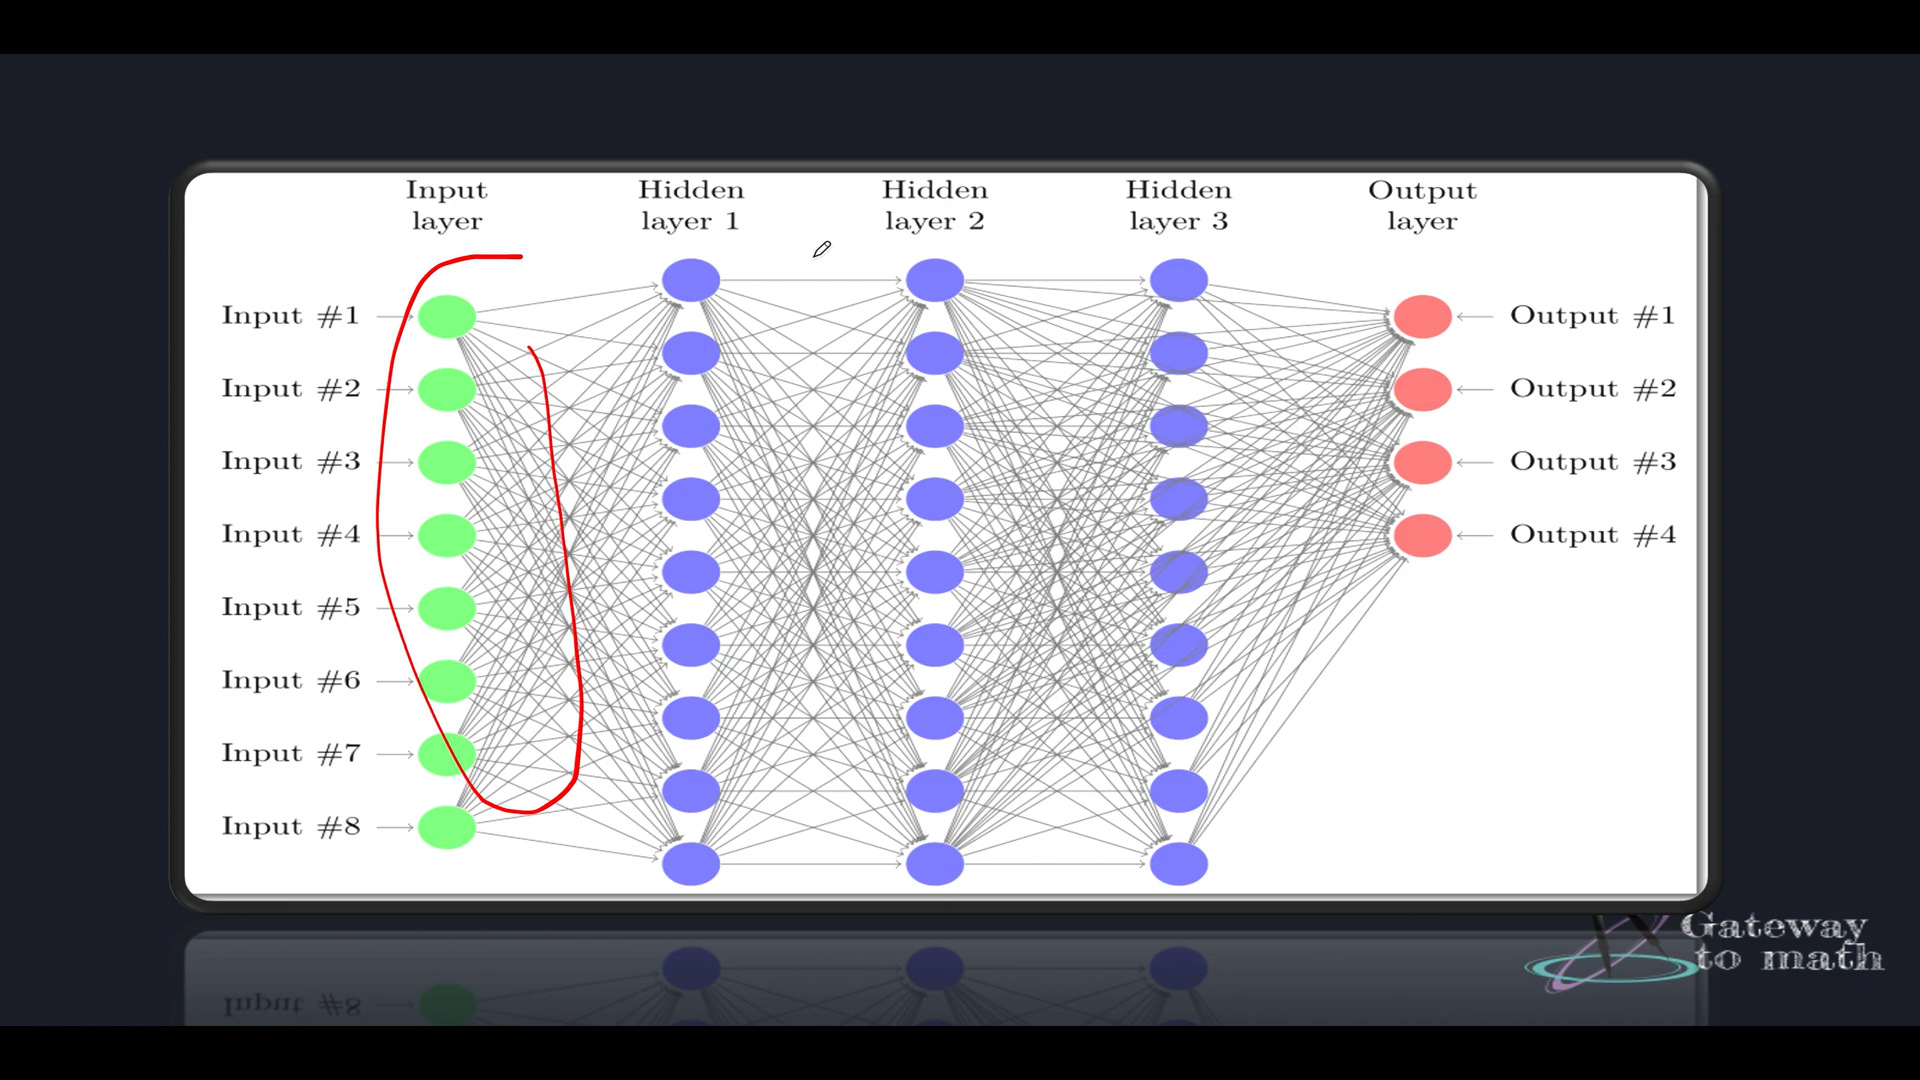 Input
layer
Hidden
layer 1
Hidden
layer 2
Hidden
layer 3
Output
layer
Input #1
Input #2
Input #3
Input #4
Input #5
Input #6
Input #7
Input #8
Output #1
Output #2
Output #3
Output #4
Gateway
to math
Input #8